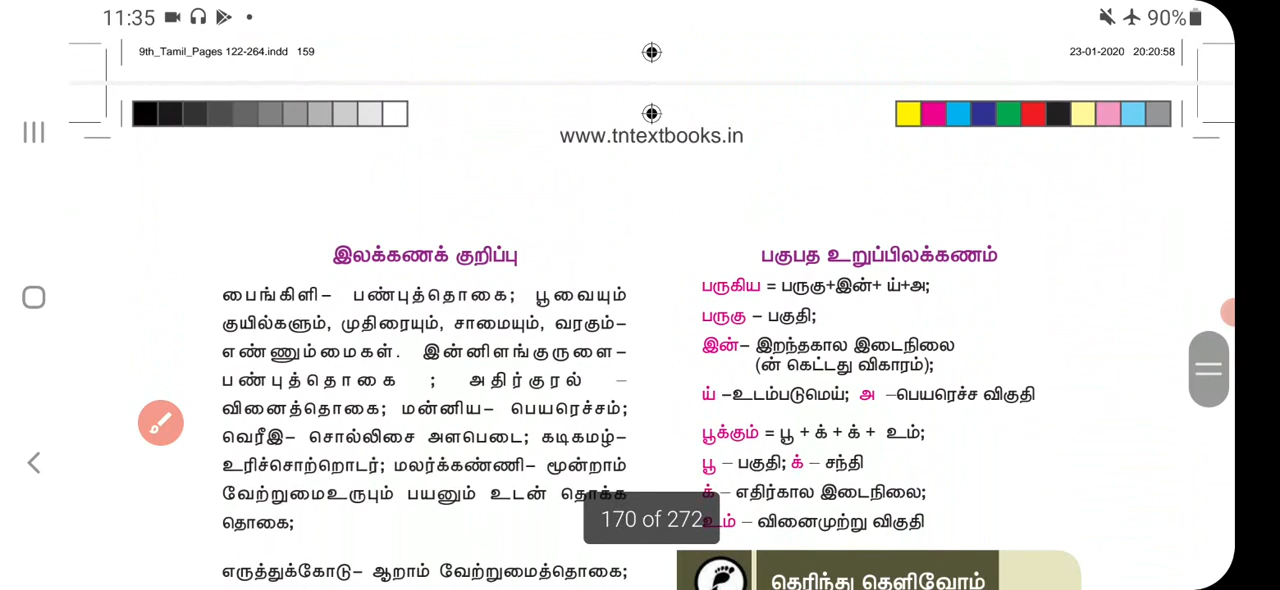 11:35 90%
9th_Tamil_Pages 122-264.indd 159 23-01-2020 20:20:58
www.tntextbooks.in
இலக்கணக் குறிப்பு
பைங்கிளி– பண்புத்தொகை; பூவையும்
குயில்களும், முதிரையும், சாமையும், வரகும்–
எண்ணும்மைகள். இன்னிளங்குருளை–
பண்புத்தொகை ; அதிர்குரல் –
வினைத்தொகை; மன்னிய– பெயரெச்சம்;
வெரீஇ– சொல்லிசை அளபெடை; கடிகமழ்–
உரிச்சொற்றொடர்; மலர்க்கண்ணி– மூன்றாம்
வேற்றுமைஉருபும் பயனும் உடன் தொக்க
தொகை;
எருத்துக்கோடு– ஆறாம் வேற்றுமைத்தொகை;
பகுபத உறுப்பிலக்கணம்
பருகிய = பருகு+இன்+ ய்+அ;
பருகு – பகுதி;
இன்– இறந்தகால இடைநிலை
(ன் கெட்டது விகாரம்);
ய் –உடம்படுமெய்; அ –பெயரெச்ச விகுதி
பூக்கும் = பூ + க் + க் + உம்;
பூ – பகுதி; க் – சந்தி
க் – எதிர்கால இடைநிலை;
உம் – வினைமுற்று விகுதி
170 of 272
தெரிந்து தெளிவோம்